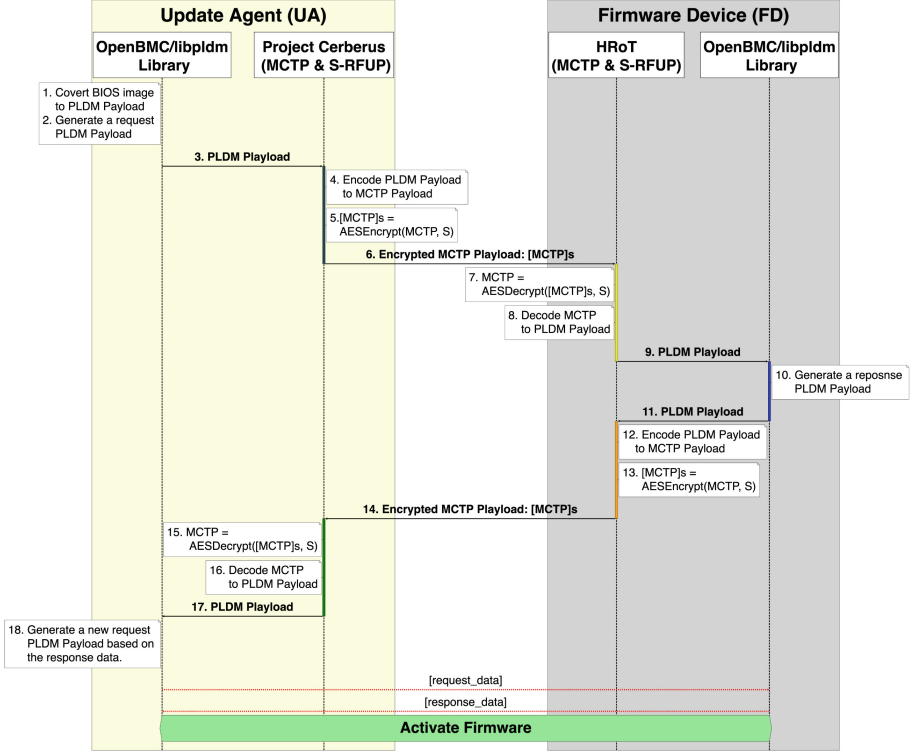 Update Agent (UA)
Firmware Device (FD)
OpenBMC/libpldm
Library
Project Cerberus
(MCTP & S-RFUP)
HRoT
(MCTP & S-RFUP)
OpenBMC/libpldm
Library
1. Covert BIOS image
to PLDM Payload
2. Generate a request
PLDM Payload
3. PLDM Playload
4. Encode PLDM Payload
to MCTP Payload
5.[MCTP]s =
AESEncrypt(MCTP, S)
6. Encrypted MCTP Playload: [MCTP]s
7. MCTP =
AESDecrypt([MCTP]s, S)
8. Decode MCTP
to PLDM Payload
9. PLDM Playload
10. Generate a reposnse
PLDM Payload
11. PLDM Playload
12. Encode PLDM Payload
to MCTP Payload
13. [MCTP]s =
AESEncrypt(MCTP, S)
14. Encrypted MCTP Playload: [MCTP]s
15. MCTP =
AESDecrypt([MCTP]s, S)
16. Decode MCTP
to PLDM Payload
17. PLDM Playload
18. Generate a new request
PLDM Payload based on
the response data.
[request_data]
[response_data]
Activate Firmware